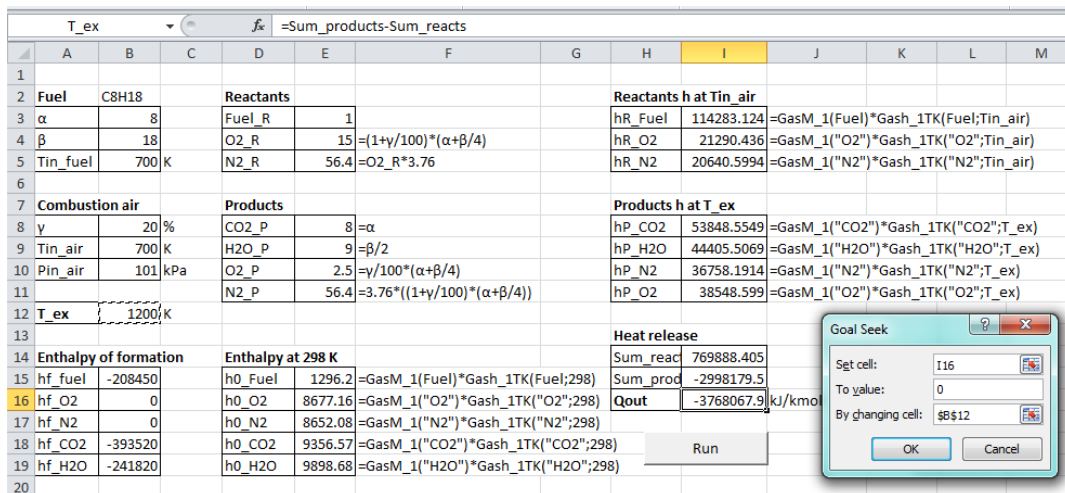 T_ex fx =Sum_products-Sum_reacts
A B C D E F G H I J K L M
1
2 Fuel C8H18 Reactants Reactants h at Tin_air
3 α 8 Fuel_R 1 hR_Fuel 114283.124 =GasM_1(Fuel)*Gash_1TK(Fuel;Tin_air)
4 β 18 O2_R 15 =(1+γ/100)*(α+β/4) hR_O2 21290.436 =GasM_1("O2")*Gash_1TK("O2";Tin_air)
5 Tin_fuel 700 K N2_R 56.4 =O2_R*3.76 hR_N2 20640.5994 =GasM_1("N2")*Gash_1TK("N2";Tin_air)
6
7 Combustion air Products Products h at T_ex
8 γ 20 % CO2_P 8 =α hP_CO2 53848.5549 =GasM_1("CO2")*Gash_1TK("CO2";T_ex)
9 Tin_air 700 K H2O_P 9 =β/2 hP_H2O 44405.5069 =GasM_1("H2O")*Gash_1TK("H2O";T_ex)
10 Pin_air 101 kPa O2_P 2.5 =γ/100*(α+β/4) hP_N2 36758.1914 =GasM_1("N2")*Gash_1TK("N2";T_ex)
11 N2_P 56.4 =3.76*((1+γ/100)*(α+β/4)) hP_O2 38548.599 =GasM_1("O2")*Gash_1TK("O2";T_ex)
12 T_ex 1200 K
13 Heat release
14 Enthalpy of formation Enthalpy at 298 K Sum_react 769888.405
15 hf_fuel -208450 h0_Fuel 1296.2 =GasM_1(Fuel)*Gash_1TK(Fuel;298) Sum_prod -2998179.5
16 hf_O2 0 h0_O2 8677.16 =GasM_1("O2")*Gash_1TK("O2";298) Qout -3768067.9 kJ/kmol
17 hf_N2 0 h0_N2 8652.08 =GasM_1("N2")*Gash_1TK("N2";298)
18 hf_CO2 -393520 h0_CO2 9356.57 =GasM_1("CO2")*Gash_1TK("CO2";298)
19 hf_H2O -241820 h0_H2O 9898.68 =GasM_1("H2O")*Gash_1TK("H2O";298)
20
Run
Goal Seek
Set cell: I16
To value: 0
By changing cell: $B$12
OK Cancel